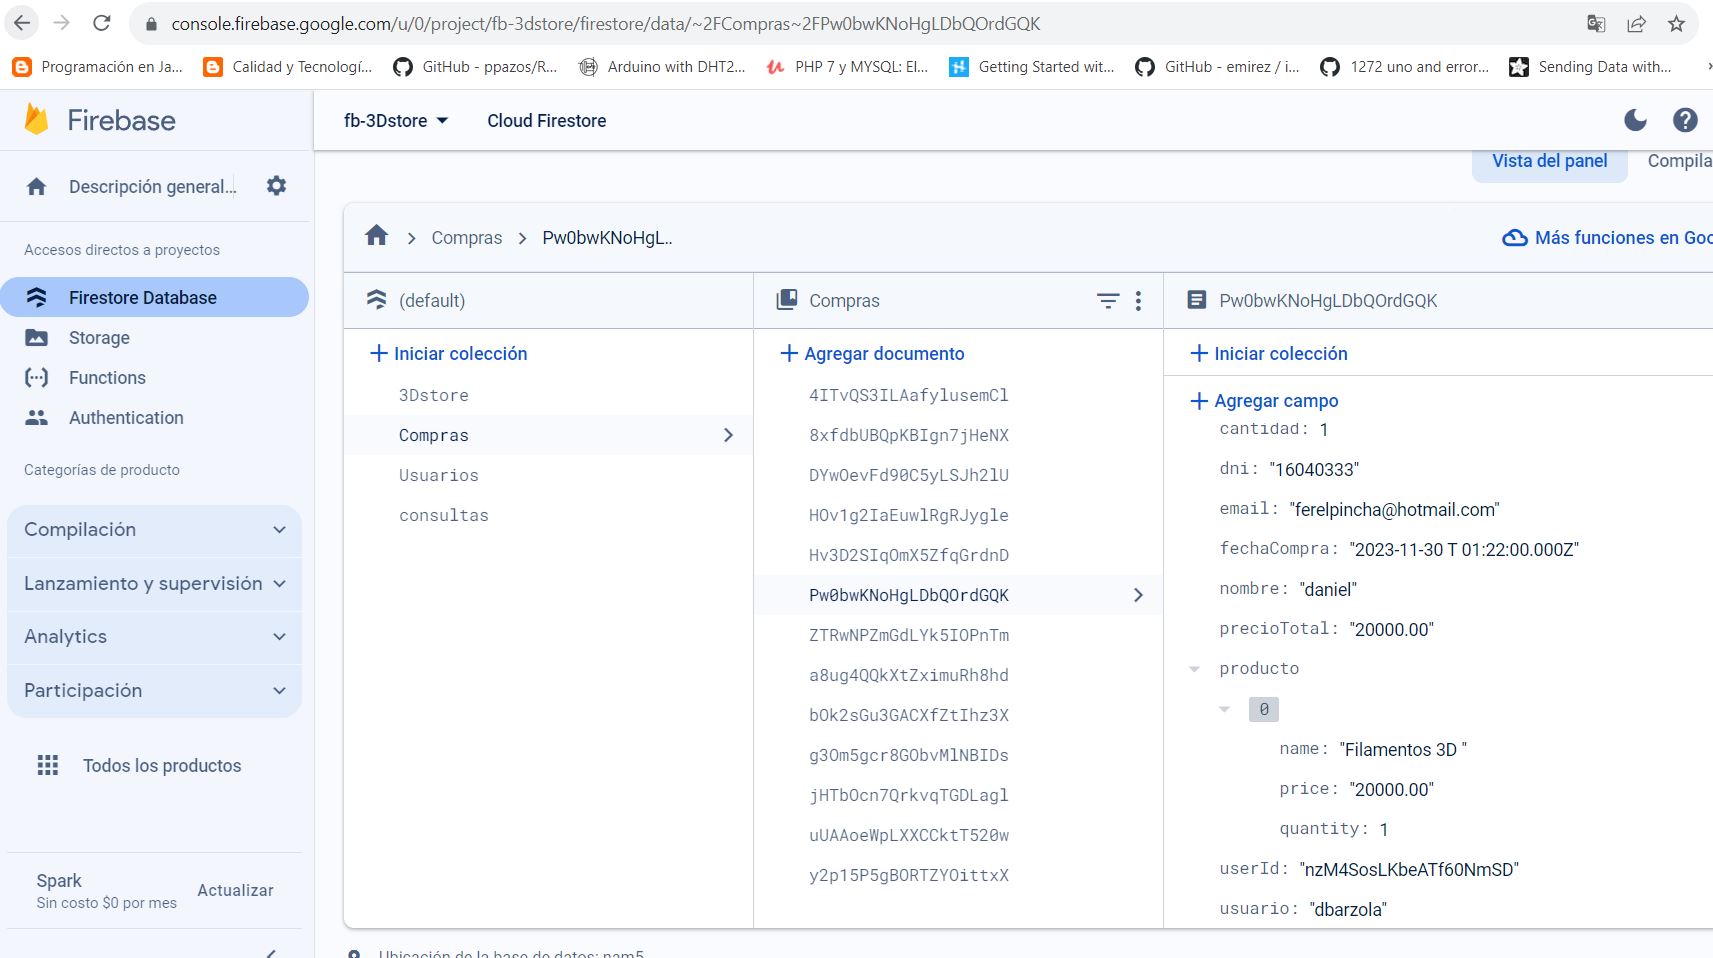 console.firebase.google.com/u/0/project/fb-3dstore/firestore/data/~2FCompras~2FPw0bwKNoHgLDbQOrdGQK
Programación en Ja... Calidad y Tecnologí... GitHub - ppazos/R... Arduino with DHT2... PHP 7 y MYSQL: El... Getting Started wit... GitHub - emirez / i... 1272 uno and error... Sending Data with...
Firebase
fb-3Dstore Cloud Firestore
Descripción general...
Accesos directos a proyectos
Firestore Database
Storage
Functions
Authentication
Categorías de producto
Compilación
Lanzamiento y supervisión
Analytics
Participación
Todos los productos
Spark
Sin costo $0 por mes
Actualizar
Vista del panel Compila
Compras Pw0bwKNoHgL..
Más funciones en Goo
(default)
Iniciar colección
3Dstore
Compras
Usuarios
consultas
Compras
Agregar documento
4ITvQS3ILAafylusemCl
8xfdbUBQpKBIgn7jHeNX
DYwOevFd90C5yLSJh2lU
HOv1g2IaEuwlRgRJygle
Hv3D2SIqOmX5ZfqGrdnD
Pw0bwKNoHgLDbQOrdGQK
ZTRwNPZmGdLYk5IOPnTm
a8ug4QQkXtZximuRh8hd
bOk2sGu3GACXfZtIhz3X
g3Om5gcr8GObvMlNBIDs
jHTbOcn7QrkvqTGDLagl
uUAAoeWpLXXCCktT520w
y2p15P5gBORTZYOittxX
Pw0bwKNoHgLDbQOrdGQK
Iniciar colección
Agregar campo
cantidad: 1
dni: "16040333"
email: "ferelpincha@hotmail.com"
fechaCompra: "2023-11-30 T 01:22:00.000Z"
nombre: "daniel"
precioTotal: "20000.00"
producto
0
name: "Filamentos 3D "
price: "20000.00"
quantity: 1
userId: "nzM4SosLKbeATf60NmSD"
usuario: "dbarzola"
Ubicación de la base de datos: nam5